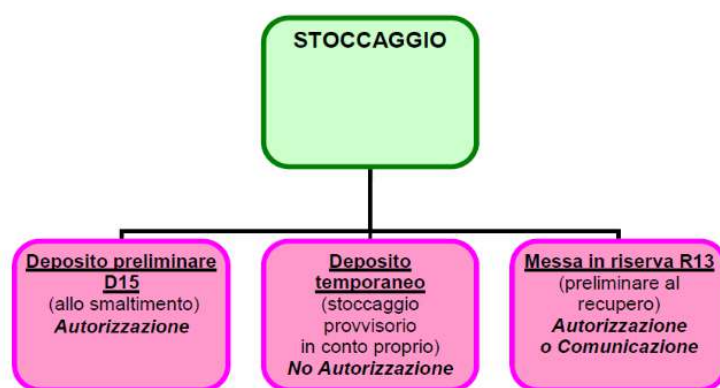 STOCCAGGIO
Deposito preliminare
D15
(allo smaltimento)
Autorizzazione
Deposito
temporaneo
(stoccaggio
provvisorio
in conto proprio)
No Autorizzazione
Messa in riserva R13
(preliminare al
recupero)
Autorizzazione
o Comunicazione